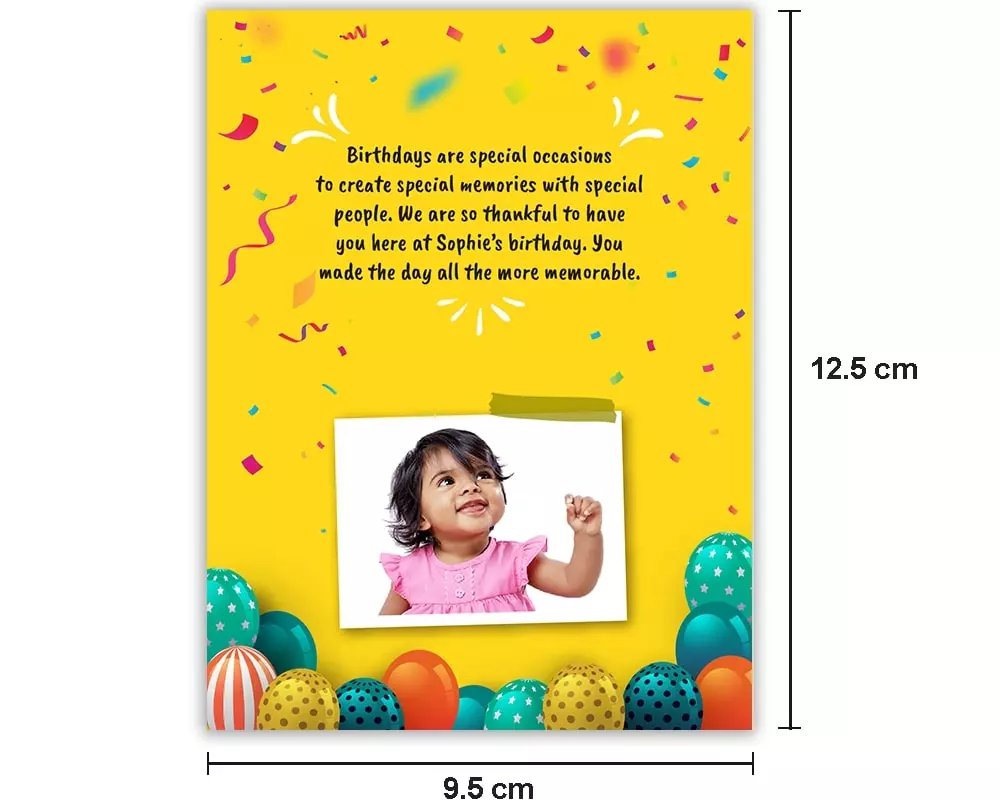 Birthdays are special occasions
to create special memories with special
people. We are so thankful to have
you here at Sophie's birthday. You
made the day all the more memorable.
12.5 cm
9.5 cm